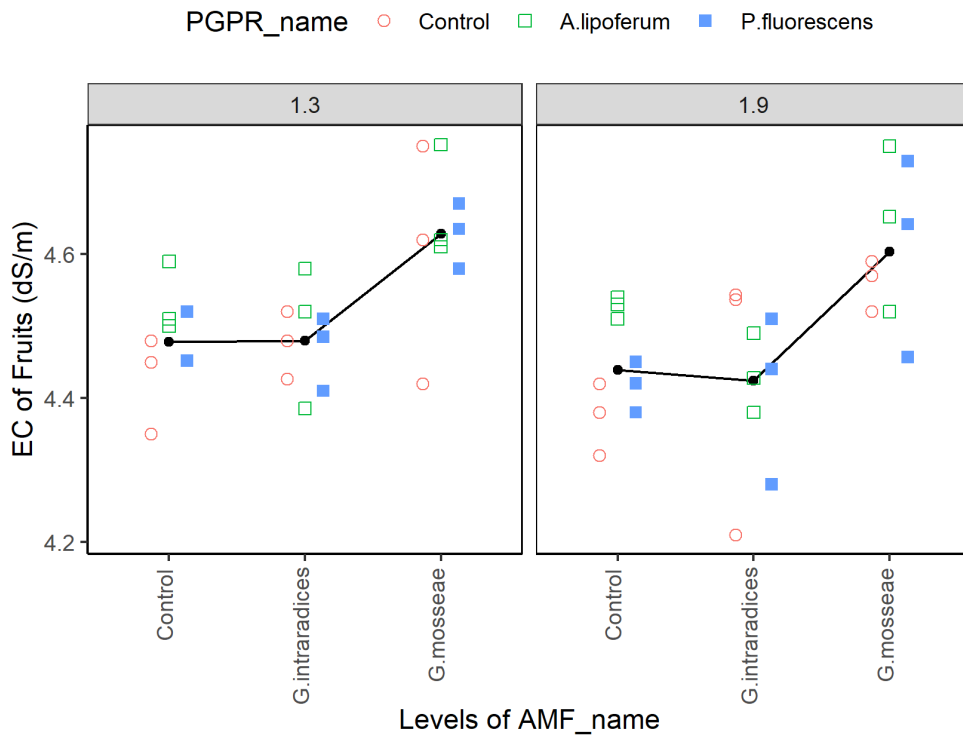 PGPR_name Control A.lipoferum P.fluorescens
1.3 1.9
EC of Fruits (dS/m)
4.6
4.4
4.2
Control G.intraradices G.mosseae Control G.intraradices G.mosseae
Levels of AMF_name